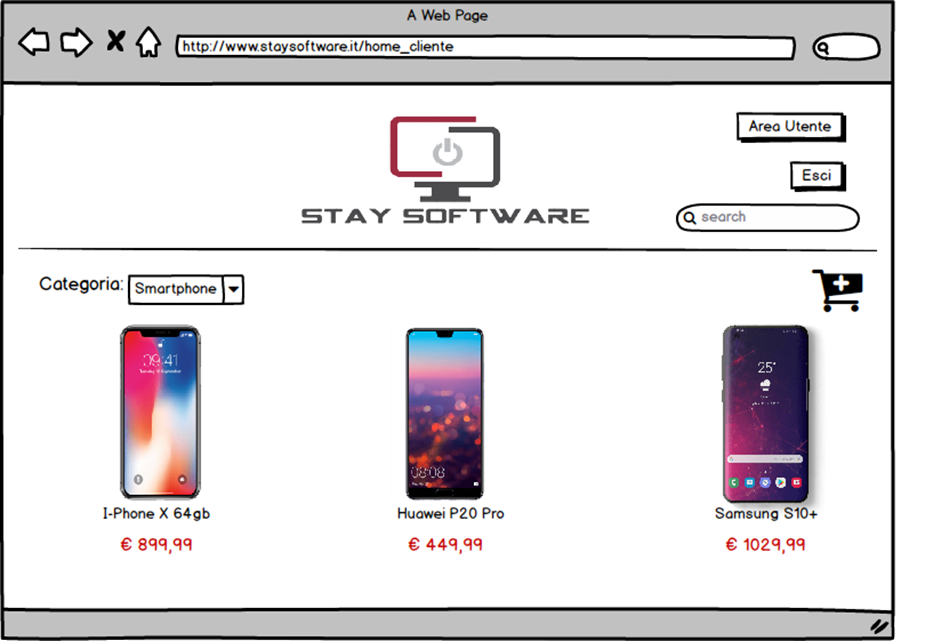 A Web Page
http://www.staysoftware.it/home_cliente
Area Utente
Esci
STAY SOFTWARE
search
Categoria: Smartphone
09:41
08:08
25°
I-Phone X 64gb
Huawei P20 Pro
Samsung S10+
€ 899,99
€ 449,99
€ 1029,99